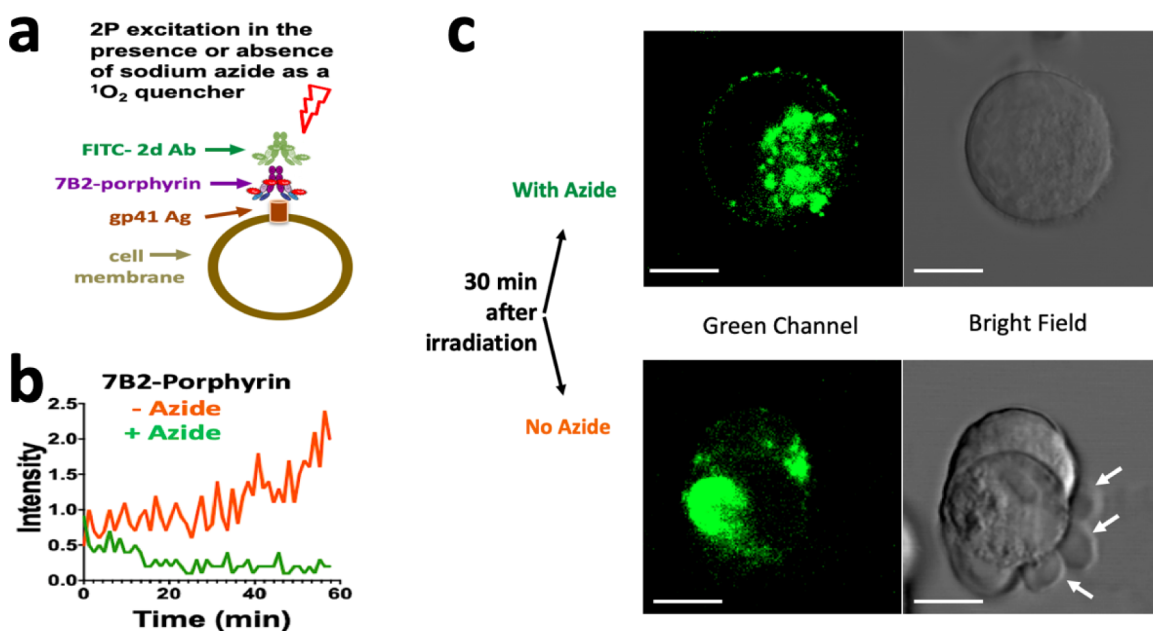 a
2P excitation in the
presence or absence
of sodium azide as a
¹O₂ quencher
FITC- 2d Ab
7B2-porphyrin
gp41 Ag
cell
membrane
b
7B2-Porphyrin
- Azide
+ Azide
Intensity
2.5
2.0
1.5
1.0
0.5
0.0
0
20
40
60
Time (min)
c
With Azide
30 min
after
irradiation
No Azide
Green Channel
Bright Field